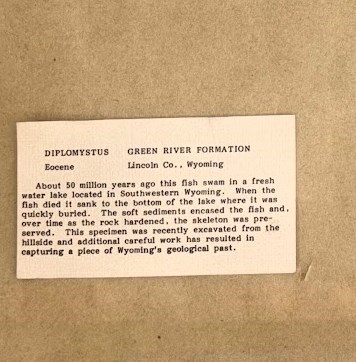 DIPLOMYSTUS GREEN RIVER FORMATION
Eocene Lincoln Co., Wyoming
About 50 million years ago this fish swam in a fresh
water lake located in Southwestern Wyoming. When the
fish died it sank to the bottom of the lake where it was
quickly buried. The soft sediments encased the fish and,
over time as the rock hardened, the skeleton was pre-
served. This specimen was recently excavated from the
hillside and additional careful work has resulted in
capturing a piece of Wyoming's geological past.